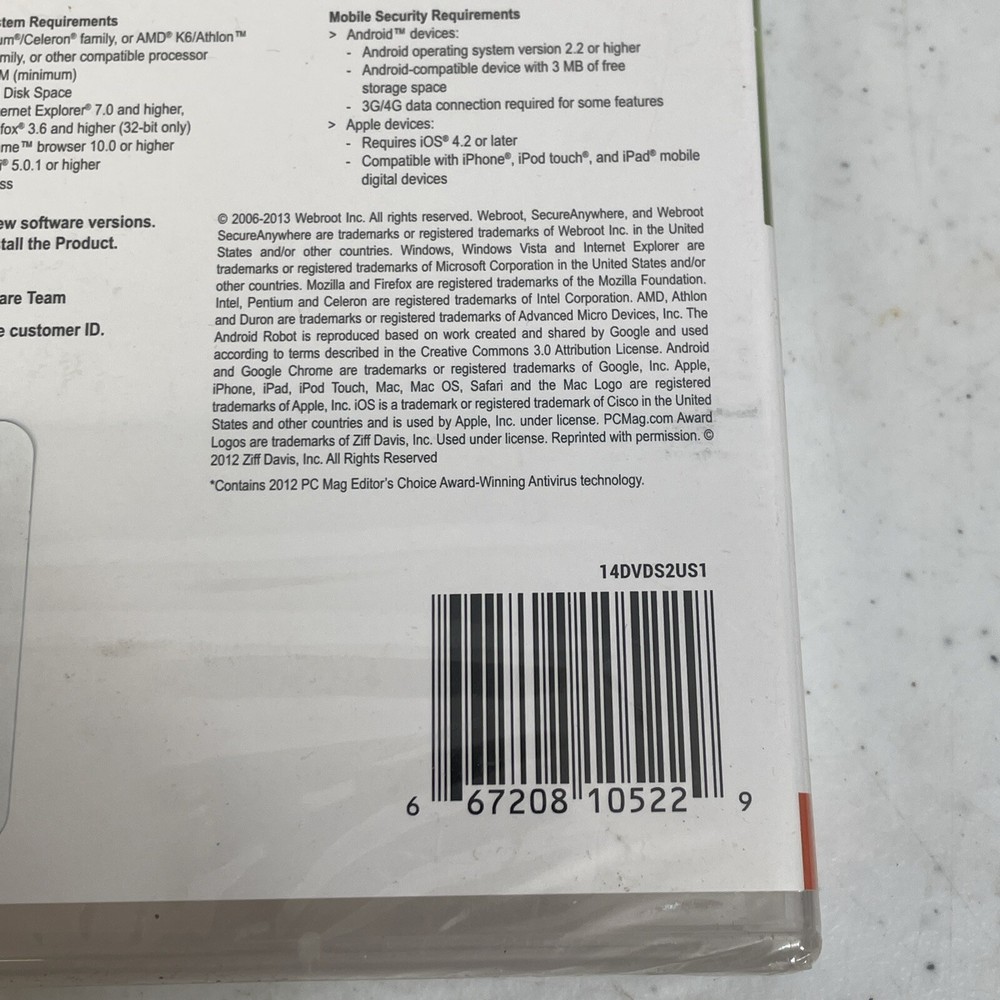 tem Requirements
um®/Celeron® family, or AMD® K6/Athlon™
mily, or other compatible processor
M (minimum)
Disk Space
ernet Explorer® 7.0 and higher,
fox® 3.6 and higher (32-bit only)
me™ browser 10.0 or higher
i® 5.0.1 or higher
ss
ew software versions.
tall the Product.
are Team
e customer ID.
Mobile Security Requirements
> Android™ devices:
- Android operating system version 2.2 or higher
- Android-compatible device with 3 MB of free
storage space
- 3G/4G data connection required for some features
> Apple devices:
- Requires iOS® 4.2 or later
- Compatible with iPhone®, iPod touch®, and iPad® mobile
digital devices
© 2006-2013 Webroot Inc. All rights reserved. Webroot, SecureAnywhere, and Webroot
SecureAnywhere are trademarks or registered trademarks of Webroot Inc. in the United
States and/or other countries. Windows, Windows Vista and Internet Explorer are
trademarks or registered trademarks of Microsoft Corporation in the United States and/or
other countries. Mozilla and Firefox are registered trademarks of the Mozilla Foundation.
Intel, Pentium and Celeron are registered trademarks of Intel Corporation. AMD, Athlon
and Duron are trademarks or registered trademarks of Advanced Micro Devices, Inc. The
Android Robot is reproduced based on work created and shared by Google and used
according to terms described in the Creative Commons 3.0 Attribution License. Android
and Google Chrome are trademarks or registered trademarks of Google, Inc. Apple,
iPhone, iPad, iPod Touch, Mac, Mac OS, Safari and the Mac Logo are registered
trademarks of Apple, Inc. iOS is a trademark or registered trademark of Cisco in the United
States and other countries and is used by Apple, Inc. under license. PCMag.com Award
Logos are trademarks of Ziff Davis, Inc. Used under license. Reprinted with permission. ©
2012 Ziff Davis, Inc. All Rights Reserved
*Contains 2012 PC Mag Editor's Choice Award-Winning Antivirus technology.
14DVDS2US1
6 67208 10522 9